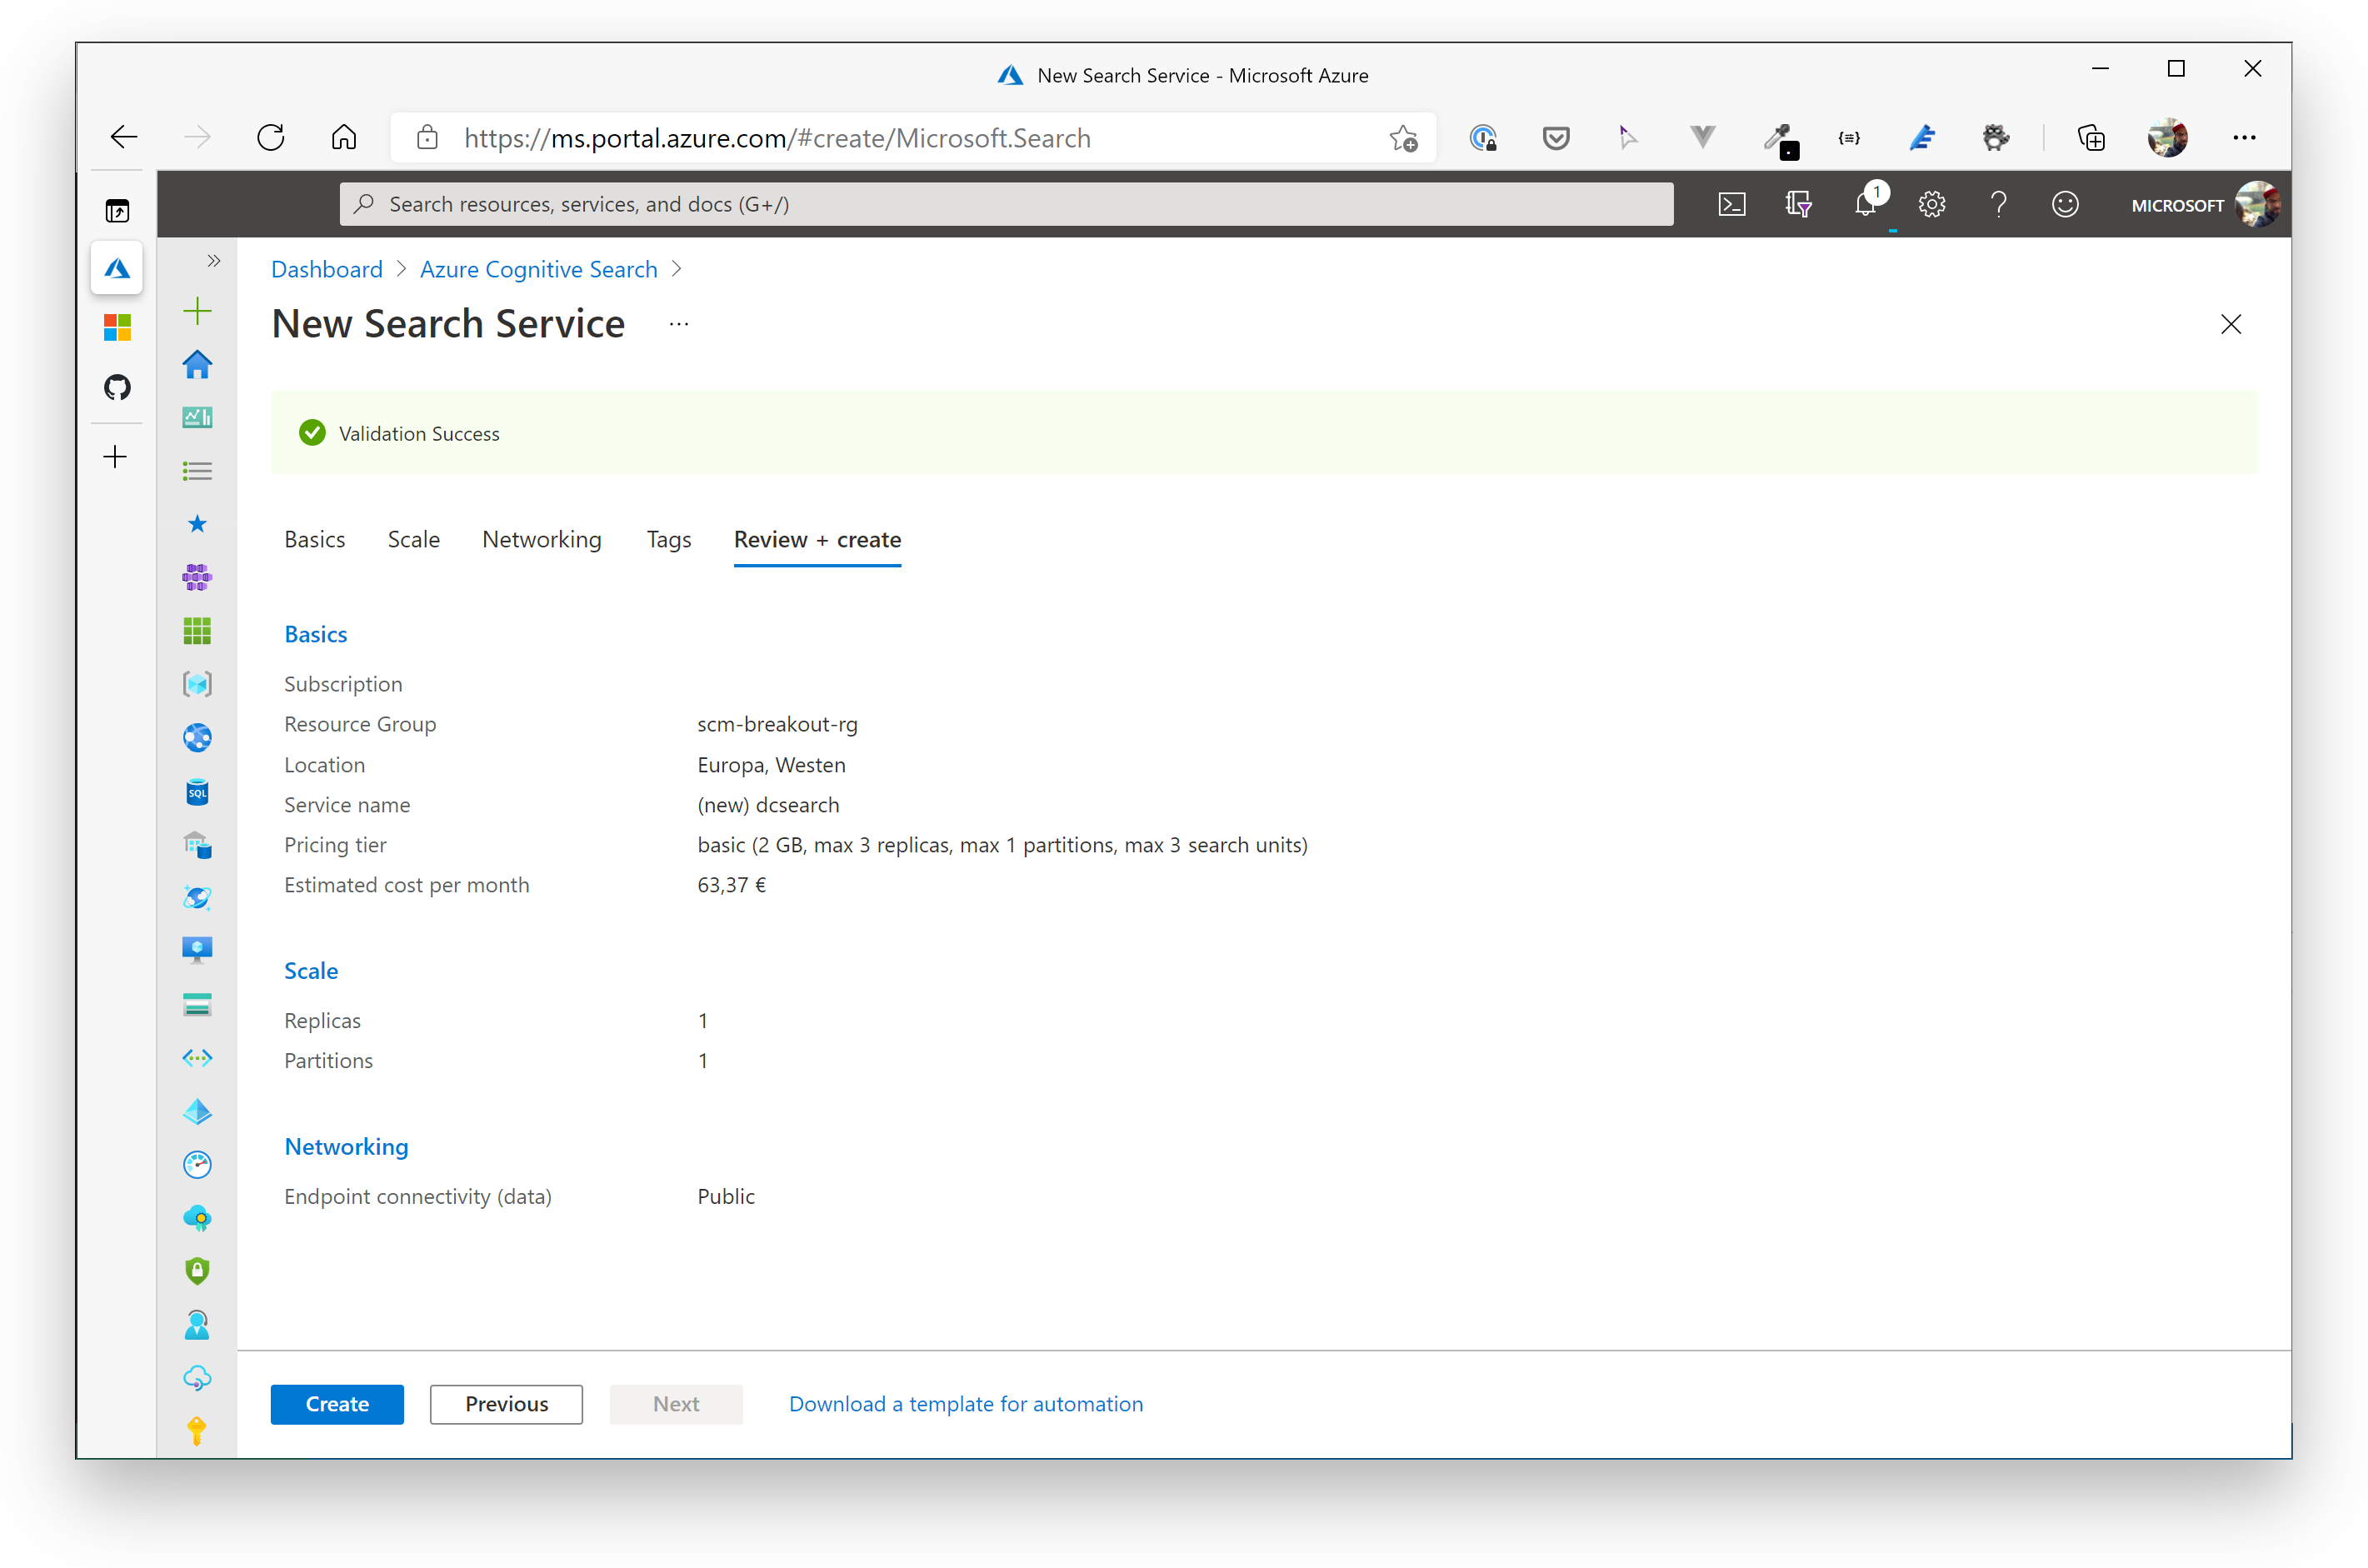 New Search Service - Microsoft Azure
https://ms.portal.azure.com/#create/Microsoft.Search
Search resources, services, and docs (G+/)
1
MICROSOFT
Dashboard > Azure Cognitive Search >
New Search Service ...
Validation Success
Basics Scale Networking Tags Review + create
Basics
Subscription
Resource Group scm-breakout-rg
Location Europa, Westen
Service name (new) dcsearch
Pricing tier basic (2 GB, max 3 replicas, max 1 partitions, max 3 search units)
Estimated cost per month 63,37 €
Scale
Replicas 1
Partitions 1
Networking
Endpoint connectivity (data) Public
SQL
Create Previous Next Download a template for automation